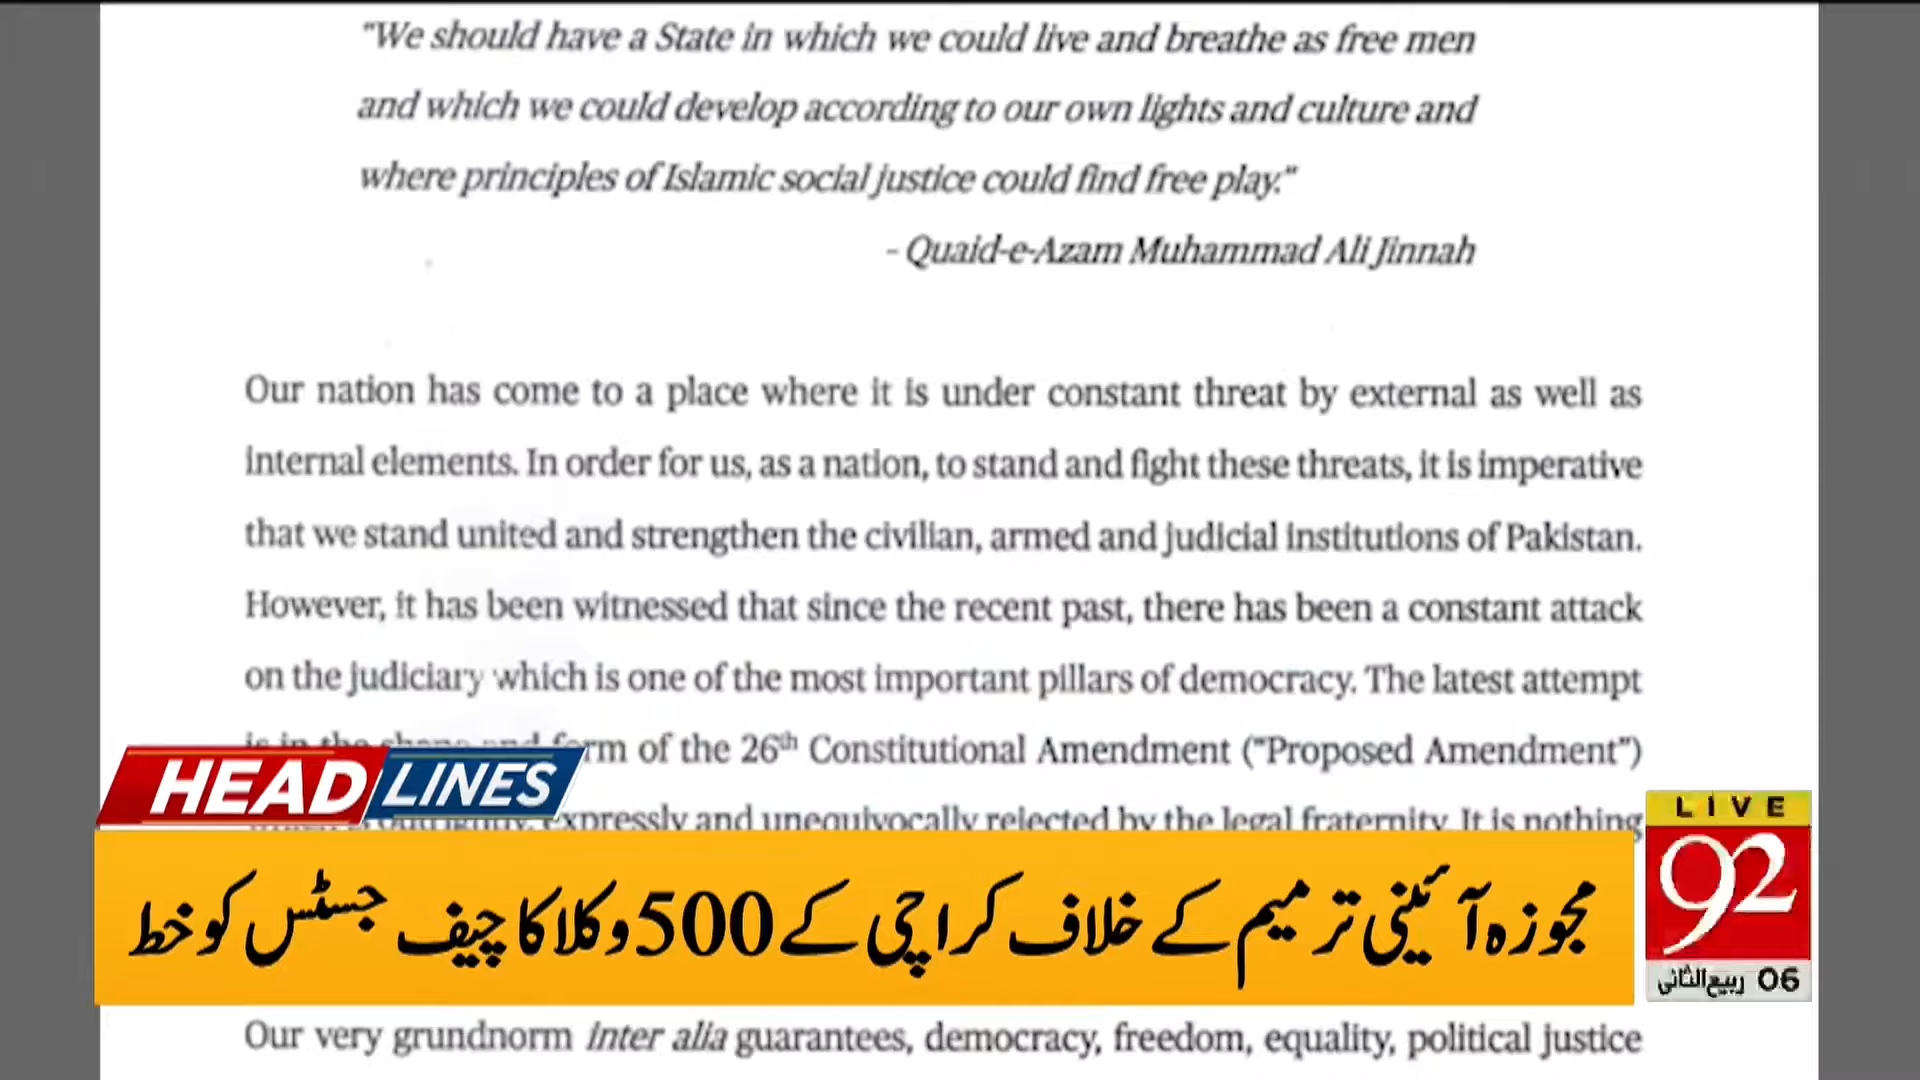 "We should have a State in which we could live and breathe as free men
and which we could develop according to our own lights and culture and
where principles of Islamic social justice could find free play."
- Quaid-e-Azam Muhammad Ali Jinnah
Our nation has come to a place where it is under constant threat by external as well as
internal elements. In order for us, as a nation, to stand and fight these threats, it is imperative
that we stand united and strengthen the civilian, armed and judicial institutions of Pakistan.
However, it has been witnessed that since the recent past, there has been a constant attack
on the judiciary which is one of the most important pillars of democracy. The latest attempt
is in the shape and form of the 26th Constitutional Amendment ("Proposed Amendment")
expressly and unequivocally rejected by the legal fraternity. It is nothing
HEADLINES
LIVE
92
مجوزہ آئینی ترمیم کے خلاف کراچی کے 500 وکلا کا چیف جسٹس کو خط
06 ربیع الثانی
Our very grundnorm inter alia guarantees, democracy, freedom, equality, political justice